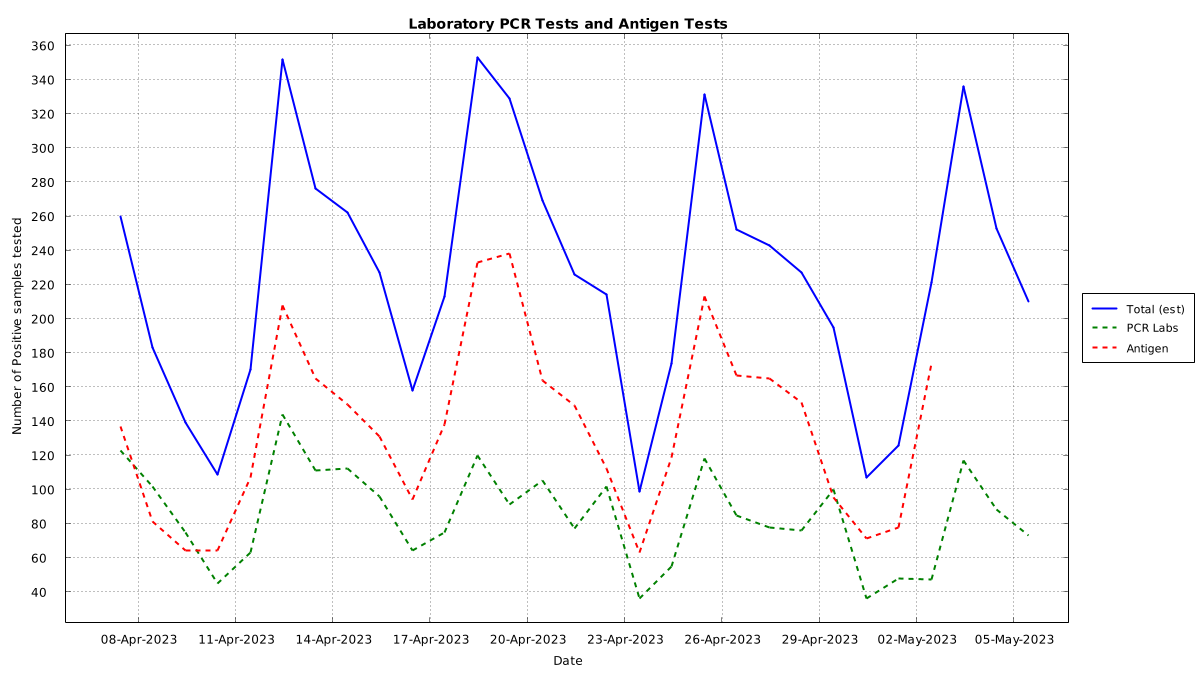 Laboratory PCR Tests and Antigen Tests
Number of Positive samples tested
360
340
320
300
280
260
240
220
200
180
160
140
120
100
80
60
40
08-Apr-2023 11-Apr-2023 14-Apr-2023 17-Apr-2023 20-Apr-2023 23-Apr-2023 26-Apr-2023 29-Apr-2023 02-May-2023 05-May-2023
Date
Total (est)
PCR Labs
Antigen